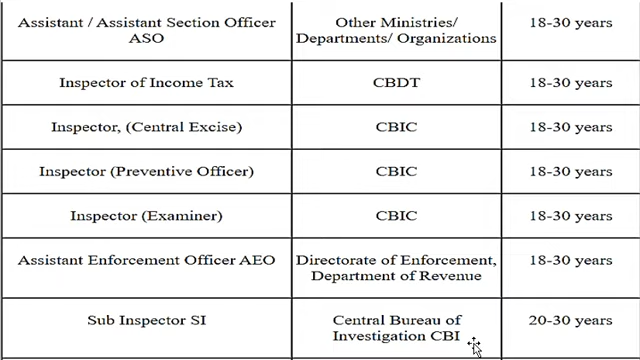 Assistant / Assistant Section Officer
ASO
Other Ministries/
Departments/ Organizations
18-30 years
Inspector of Income Tax
CBDT
18-30 years
Inspector, (Central Excise)
CBIC
18-30 years
Inspector (Preventive Officer)
CBIC
18-30 years
Inspector (Examiner)
CBIC
18-30 years
Assistant Enforcement Officer AEO
Directorate of Enforcement,
Department of Revenue
18-30 years
Sub Inspector SI
Central Bureau of
Investigation CBI
20-30 years